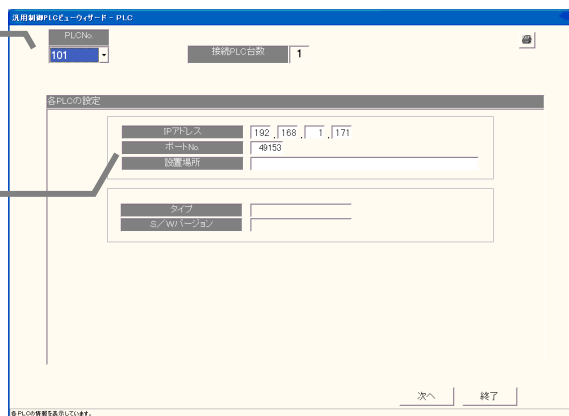 汎用制御PLCビューウィザード - PLC
PLCNo.
101
接続PLC台数 1
各PLCの設定
IPアドレス 192 . 168 . 1 . 171
ポートNo. 49153
設置場所
タイプ
S/Wバージョン
次へ 終了
各PLCの情報を表示しています。